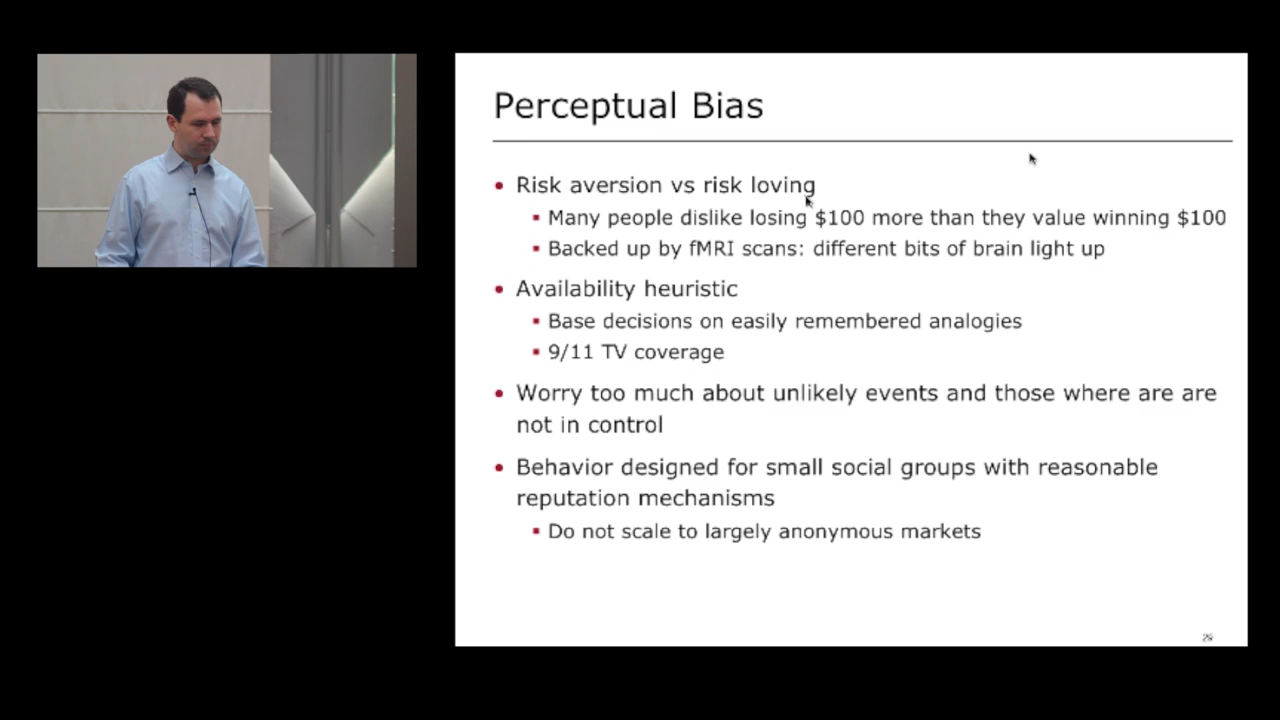 Perceptual Bias
• Risk aversion vs risk loving
▪ Many people dislike losing $100 more than they value winning $100
▪ Backed up by fMRI scans: different bits of brain light up
• Availability heuristic
▪ Base decisions on easily remembered analogies
▪ 9/11 TV coverage
• Worry too much about unlikely events and those where are are
not in control
• Behavior designed for small social groups with reasonable
reputation mechanisms
▪ Do not scale to largely anonymous markets
29